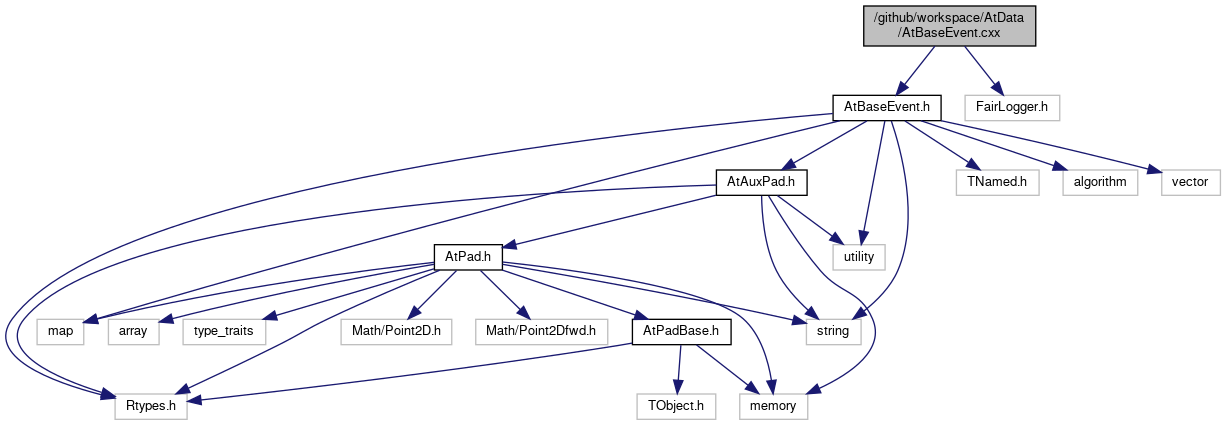 /github/workspace/AtData
/AtBaseEvent.cxx
AtBaseEvent.h
FairLogger.h
AtAuxPad.h
TNamed.h
algorithm
vector
AtPad.h
utility
map
array
type_traits
Math/Point2D.h
Math/Point2Dfwd.h
AtPadBase.h
string
Rtypes.h
TObject.h
memory